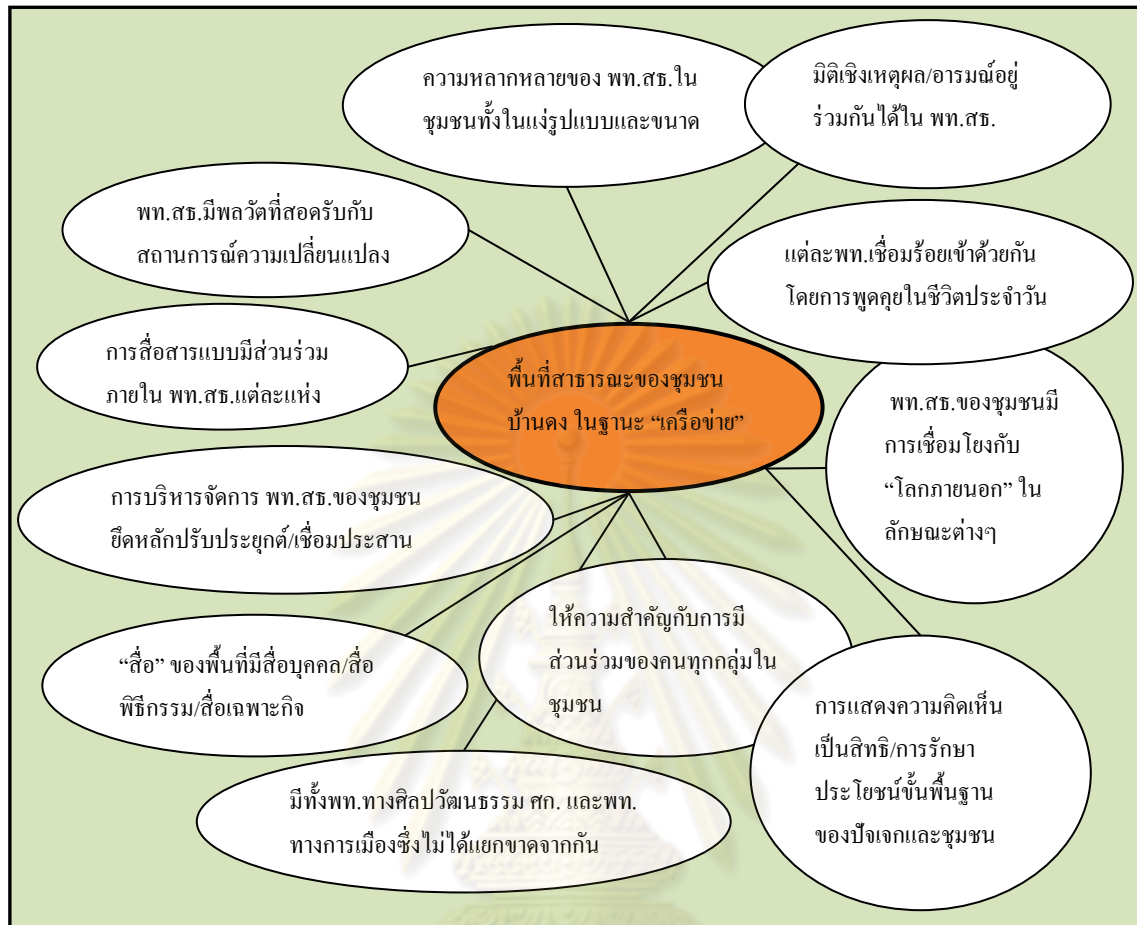 ความหลากหลายของ พท.สธ.ใน
ชุมชนทั้งในแง่รูปแบบและขนาด
มิติเชิงเหตุผล/อารมณ์อยู่
ร่วมกันได้ใน พท.สธ.
พท.สธ.มีพลวัตที่สอดรับกับ
สถานการณ์ความเปลี่ยนแปลง
แต่ละพท.เชื่อมร้อยเข้าด้วยกัน
โดยการพูดคุยในชีวิตประจำวัน
การสื่อสารแบบมีส่วนร่วม
ภายใน พท.สธ.แต่ละแห่ง
พื้นที่สาธารณะของชุมชน
บ้านดง ในฐานะ “เครือข่าย”
พท.สธ.ของชุมชนมี
การเชื่อมโยงกับ
“โลกภายนอก” ใน
ลักษณะต่างๆ
การบริหารจัดการ พท.สธ.ของชุมชน
ยึดหลักปรับประยุกต์/เชื่อมประสาน
ให้ความสำคัญกับการมี
ส่วนร่วมของคนทุกกลุ่มใน
ชุมชน
“สื่อ” ของพื้นที่มีสื่อบุคคล/สื่อ
พิธีกรรม/สื่อเฉพาะกิจ
การแสดงความคิดเห็น
เป็นสิทธิ/การรักษา
ประโยชน์ขั้นพื้นฐาน
ของปัจเจกและชุมชน
มีทั้งพท.ทางศิลปวัฒนธรรม ศก. และพท.
ทางการเมืองซึ่งไม่ได้แยกขาดจากกัน